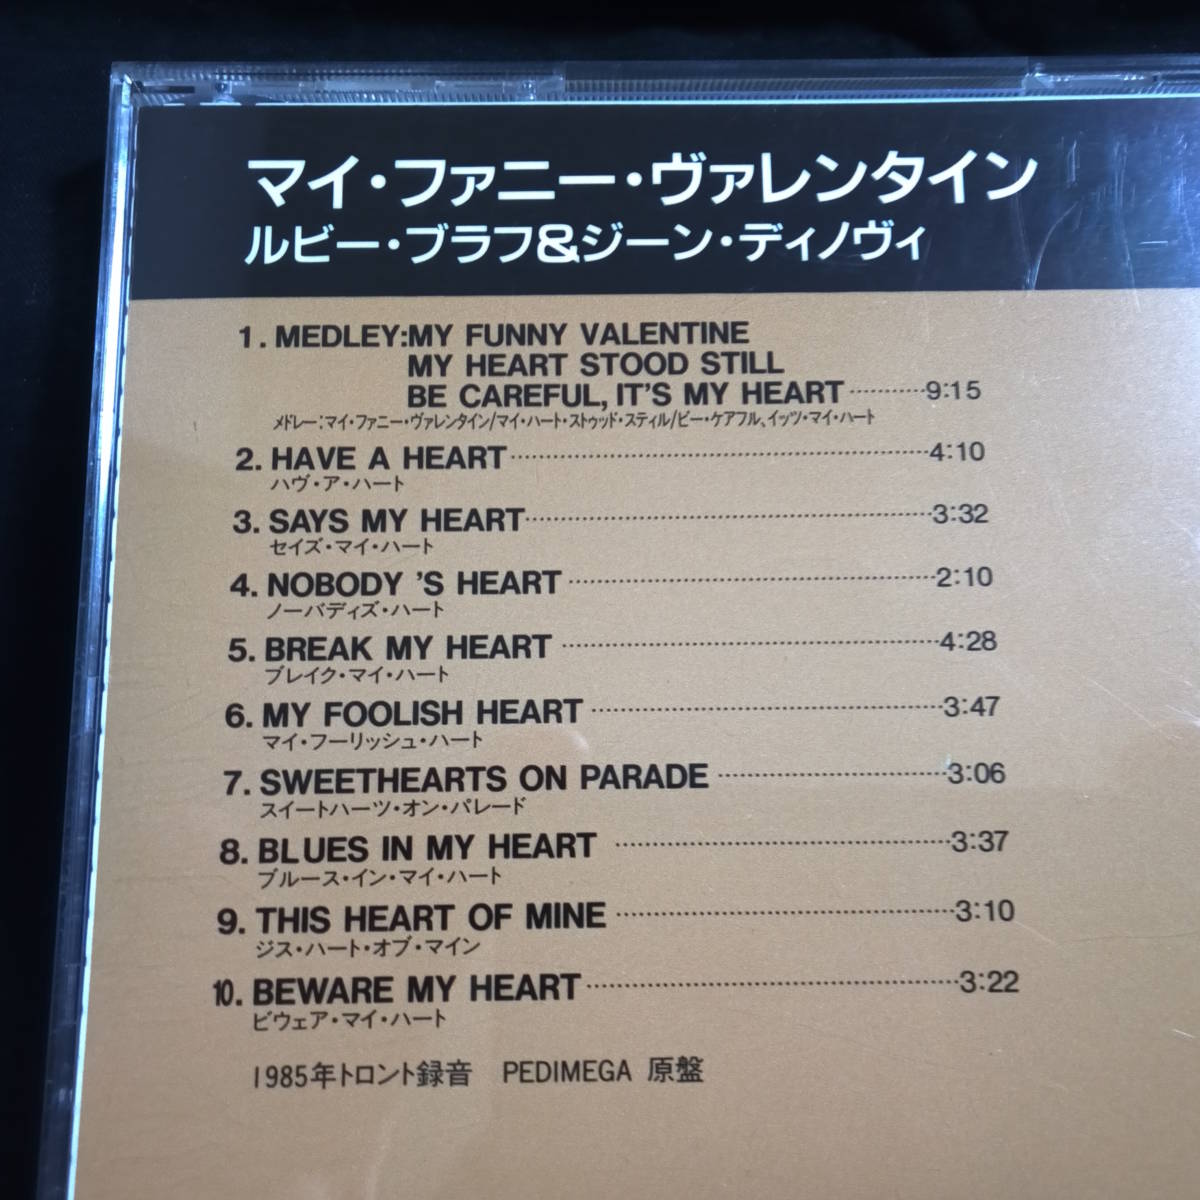 マイ・ファニー・ヴァレンタイン
ルビー・ブラフ&ジーン・ディノヴィ
1. MEDLEY:MY FUNNY VALENTINE
MY HEART STOOD STILL
BE CAREFUL, IT'S MY HEART 9:15
メドレー:マイ・ファニー・ヴァレンタイン/マイ・ハート・ストゥッド・スティル/ビー・ケアフル、イッツ・マイ・ハート
2. HAVE A HEART 4:10
ハヴ・ア・ハート
3. SAYS MY HEART 3:32
セイズ・マイ・ハート
4. NOBODY 'S HEART 2:10
ノーバディズ・ハート
5. BREAK MY HEART 4:28
ブレイク・マイ・ハート
6. MY FOOLISH HEART 3:47
マイ・フーリッシュ・ハート
7. SWEETHEARTS ON PARADE 3:06
スイートハーツ・オン・パレード
8. BLUES IN MY HEART 3:37
ブルース・イン・マイ・ハート
9. THIS HEART OF MINE 3:10
ジス・ハート・オブ・マイン
10. BEWARE MY HEART 3:22
ビウェア・マイ・ハート
1985年トロント録音 PEDIMEGA 原盤